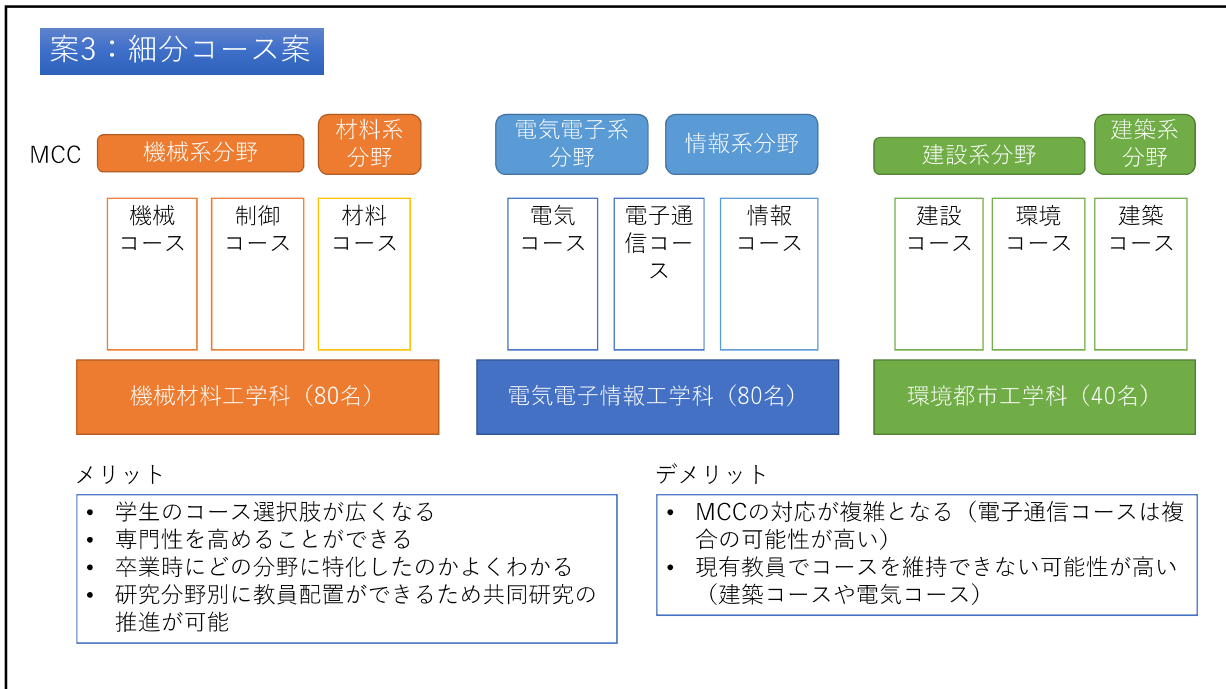 案3：細分コース案
MCC
機械系分野
材料系
分野
電気電子系
分野
情報系分野
建設系分野
建築系
分野
機械
コース
制御
コース
材料
コース
電気
コース
電子通
信コー
ス
情報
コース
建設
コース
環境
コース
建築
コース
機械材料工学科（80名）
電気電子情報工学科（80名）
環境都市工学科（40名）
メリット
• 学生のコース選択肢が広くなる
• 専門性を高めることができる
• 卒業時にどの分野に特化したのかよくわかる
• 研究分野別に教員配置ができるため共同研究の
推進が可能
デメリット
• MCCの対応が複雑となる（電子通信コースは複
合の可能性が高い）
• 現有教員でコースを維持できない可能性が高い
（建築コースや電気コース）